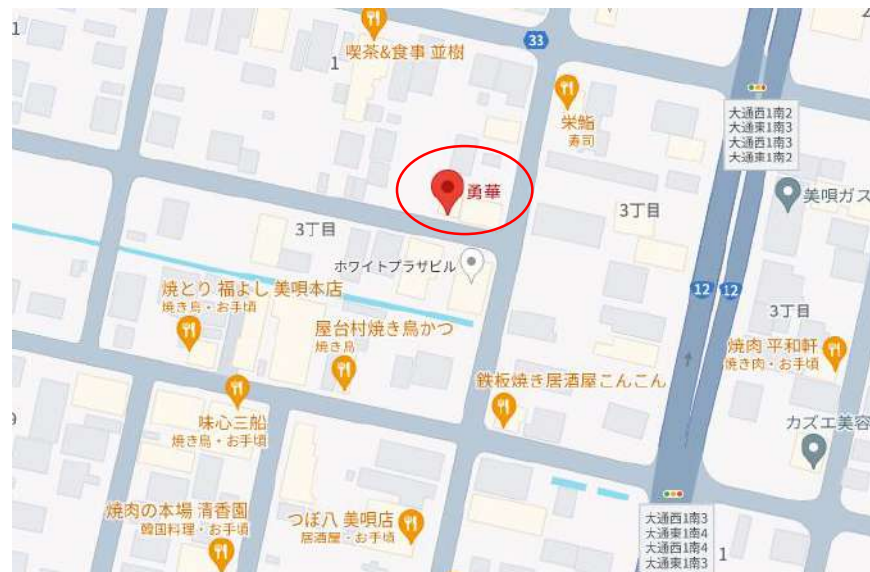 1
33
喫茶&食事 並樹
1
2
栄鮨
寿司
大通西1南2
大通東1南3
大通西1南3
大通東1南2
勇華
美唄ガス
3丁目
3丁目
ホワイトプラザビル
焼とり 福よし 美唄本店
焼き鳥・お手頃
12
12
3丁目
屋台村焼き鳥かつ
焼き鳥
焼肉 平和軒
焼き肉・お手頃
鉄板焼き居酒屋こんこん
味心三船
焼き鳥・お手頃
カズエ美容
焼肉の本場 清香園
韓国料理・お手頃
つぼ八 美唄店
居酒屋・お手頃
大通西1南3
大通東1南4
大通西1南4
大通東1南3
1